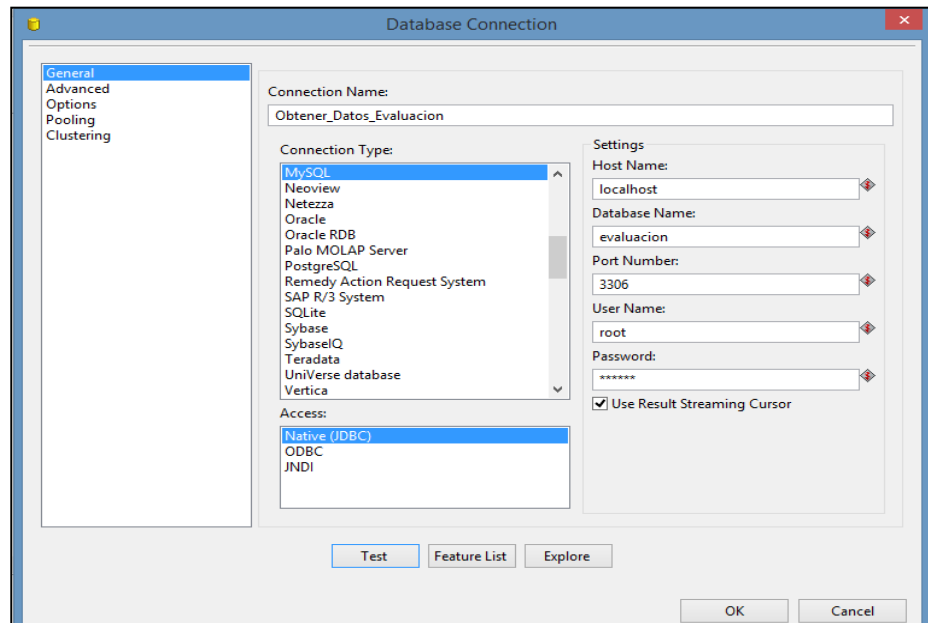 Database Connection
General
Advanced
Options
Pooling
Clustering
Connection Name:
Obtener_Datos_Evaluacion
Connection Type:
MySQL
Neoview
Netezza
Oracle
Oracle RDB
Palo MOLAP Server
PostgreSQL
Remedy Action Request System
SAP R/3 System
SQLite
Sybase
SybaseIQ
Teradata
UniVerse database
Vertica
Access:
Native (JDBC)
ODBC
JNDI
Settings
Host Name:
localhost
Database Name:
evaluacion
Port Number:
3306
User Name:
root
Password:
******
Use Result Streaming Cursor
Test
Feature List
Explore
OK
Cancel